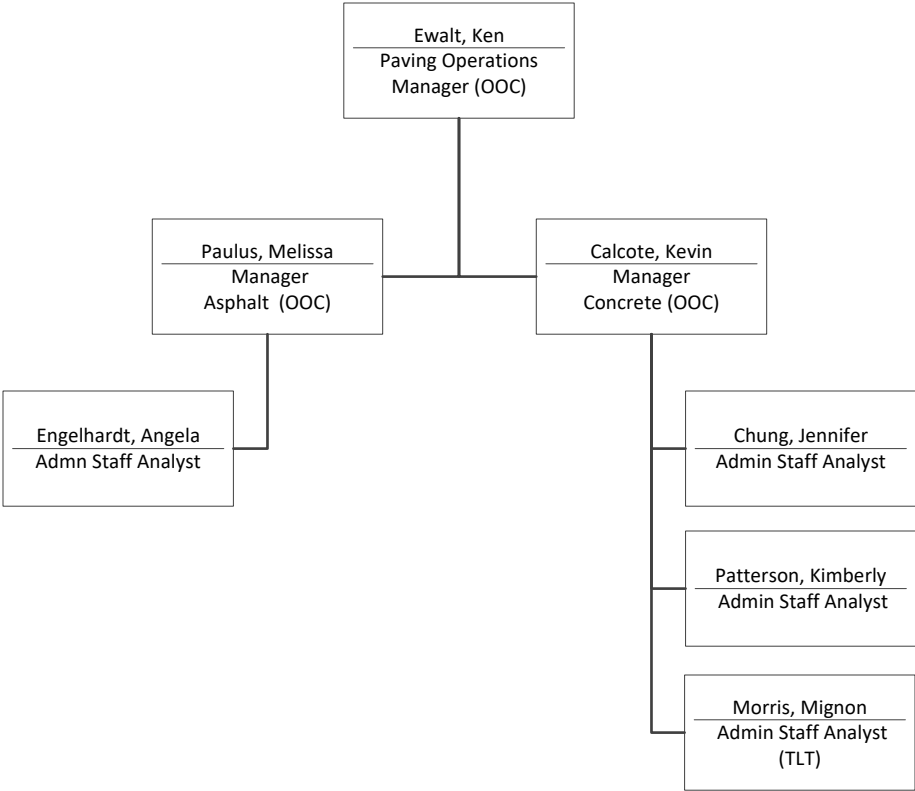 Ewalt, Ken
Paving Operations
Manager (OOC)
Paulus, Melissa
Manager
Asphalt  (OOC)
Calcote, Kevin
Manager
Concrete (OOC)
Engelhardt, Angela
Admn Staff Analyst
Chung, Jennifer
Admin Staff Analyst
Patterson, Kimberly
Admin Staff Analyst
Morris, Mignon
Admin Staff Analyst
(TLT)